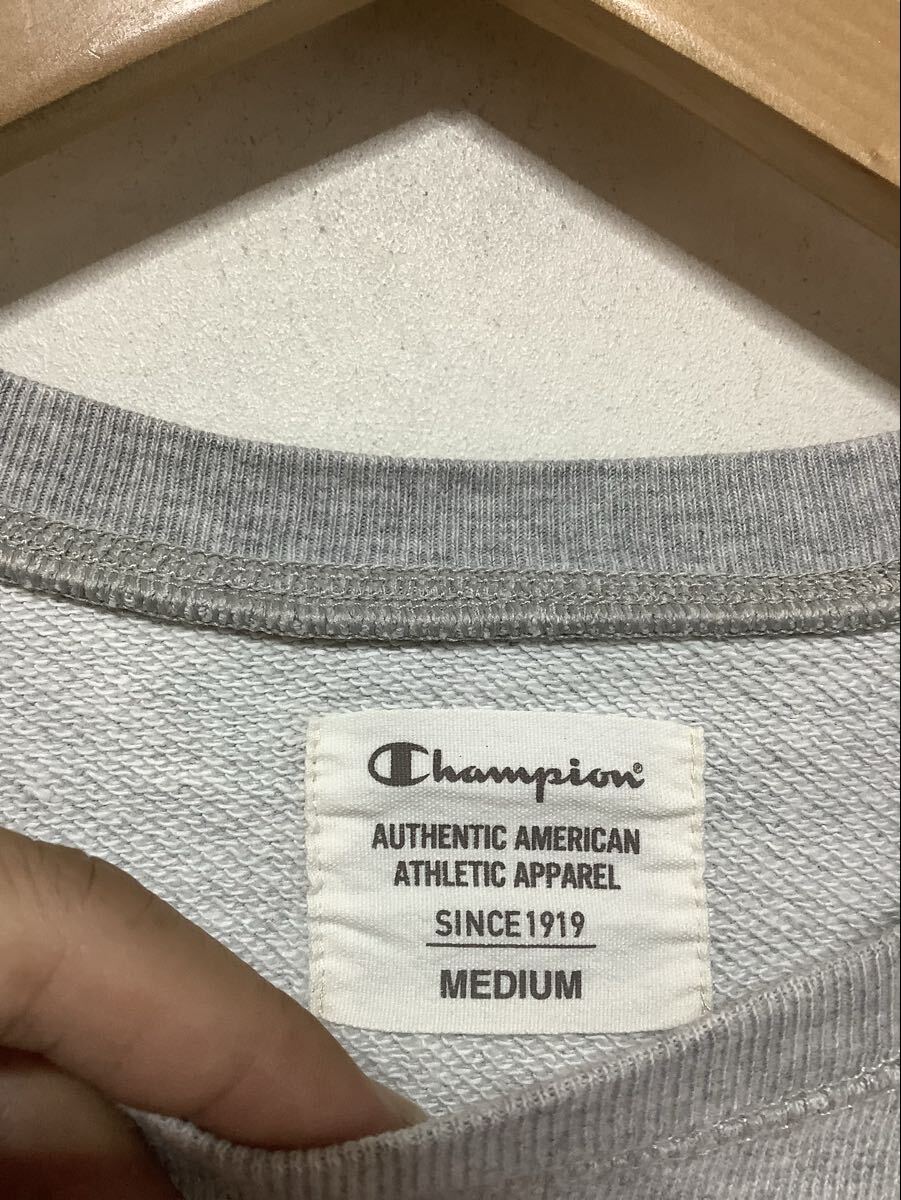 Champion®
AUTHENTIC AMERICAN
ATHLETIC APPAREL
SINCE 1919
MEDIUM